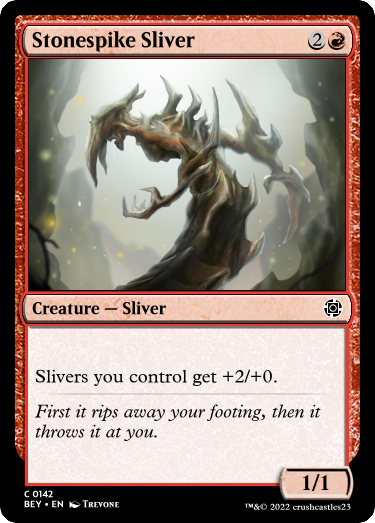 Stonespike Sliver 2
Creature — Sliver
Slivers you control get +2/+0.
First it rips away your footing, then it
throws it at you.
1/1
C 0142
BEY • EN TREVONE
™&© 2022 crushcastles23